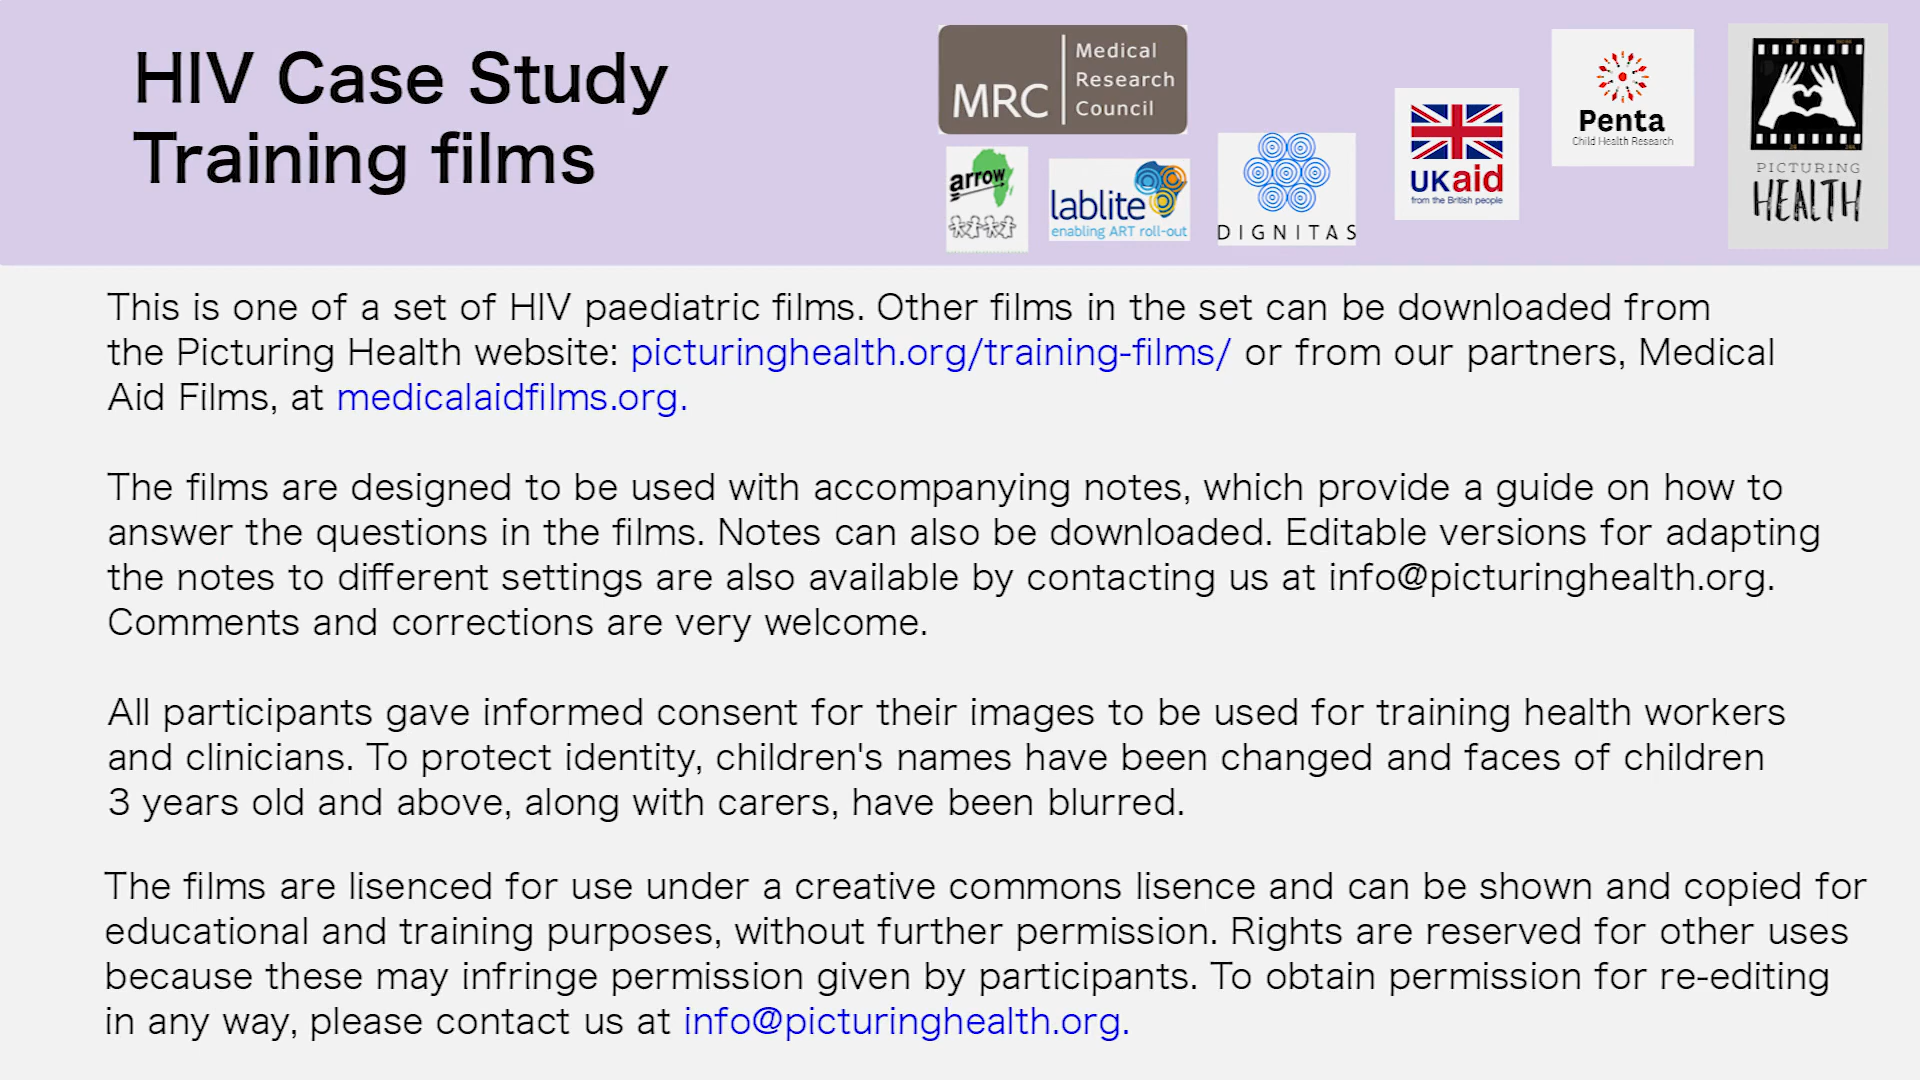 HIV Case Study
Training films
MRC
Medical
Research
Council
arrow
lablite
enabling ART roll-out
DIGNITAS
UKaid
from the British people
Penta
Child Health Research
PICTURING
HEALTH
This is one of a set of HIV paediatric films. Other films in the set can be downloaded from
the Picturing Health website: picturinghealth.org/training-films/ or from our partners, Medical
Aid Films, at medicalaidfilms.org.
The films are designed to be used with accompanying notes, which provide a guide on how to
answer the questions in the films. Notes can also be downloaded. Editable versions for adapting
the notes to different settings are also available by contacting us at info@picturinghealth.org.
Comments and corrections are very welcome.
All participants gave informed consent for their images to be used for training health workers
and clinicians. To protect identity, children's names have been changed and faces of children
3 years old and above, along with carers, have been blurred.
The films are lisenced for use under a creative commons lisence and can be shown and copied for
educational and training purposes, without further permission. Rights are reserved for other uses
because these may infringe permission given by participants. To obtain permission for re-editing
in any way, please contact us at info@picturinghealth.org.